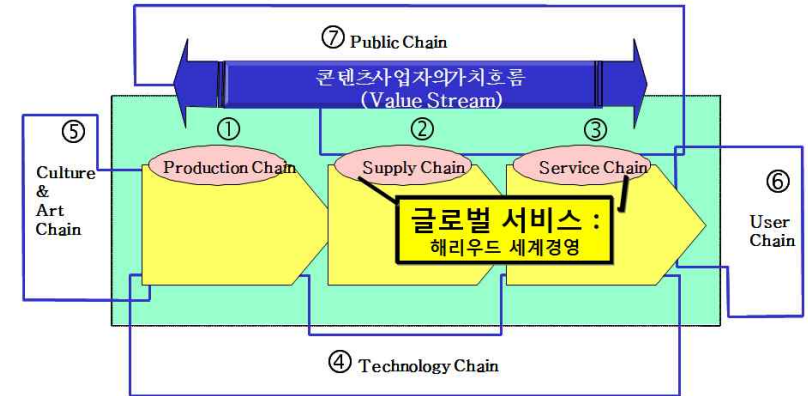 ⑦ Public Chain
콘텐츠사업자의가치흐름
(Value Stream)
⑤ ① ② ③
Culture
&
Art
Chain
Production Chain
Supply Chain
Service Chain
⑥
User
Chain
글로벌 서비스 :
해리우드 세계경영
④ Technology Chain